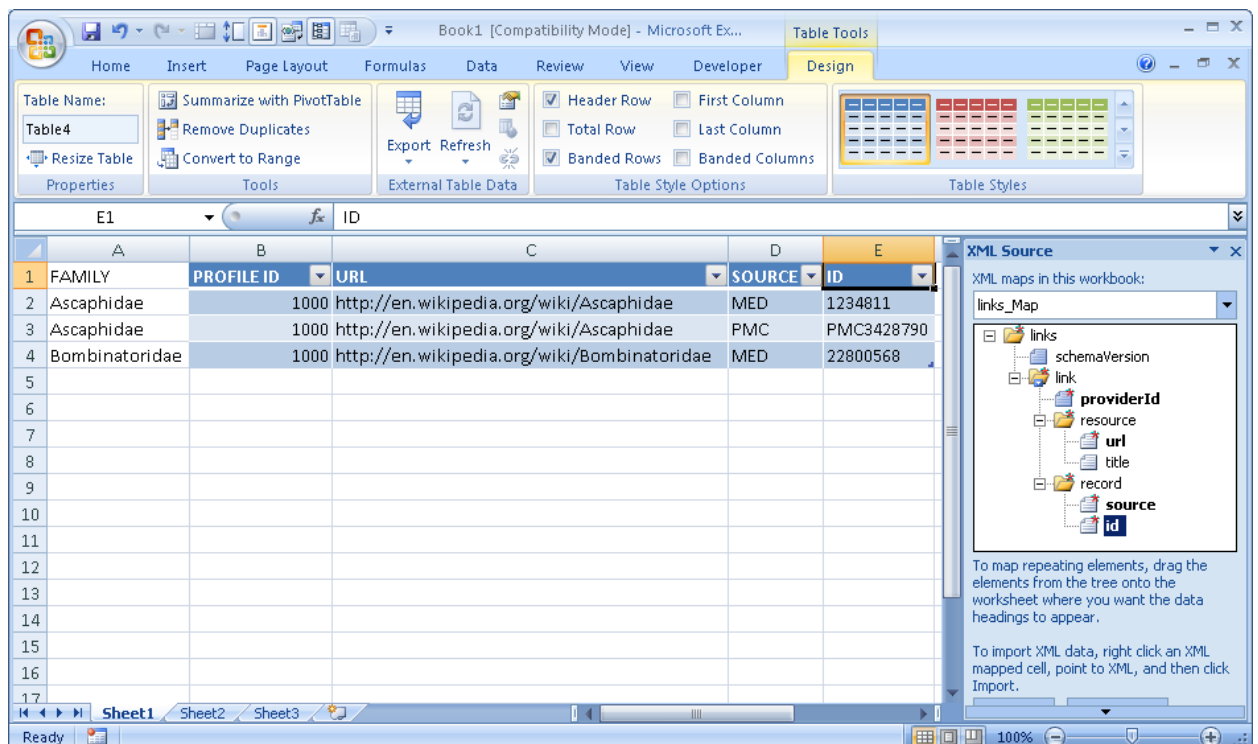 Book1 [Compatibility Mode] - Microsoft Ex...
Table Tools
Home Insert Page Layout Formulas Data Review View Developer Design
Table Name:
Table4
Resize Table
Properties
Summarize with PivotTable
Remove Duplicates
Convert to Range
Tools
Export Refresh
External Table Data
Header Row First Column
Total Row Last Column
Banded Rows Banded Columns
Table Style Options
Table Styles
E1 fx ID
A B C D E
1 FAMILY PROFILE ID URL SOURCE ID
2 Ascaphidae 1000 http://en.wikipedia.org/wiki/Ascaphidae MED 1234811
3 Ascaphidae 1000 http://en.wikipedia.org/wiki/Ascaphidae PMC PMC3428790
4 Bombinatoridae 1000 http://en.wikipedia.org/wiki/Bombinatoridae MED 22800568
5
6
7
8
9
10
11
12
13
14
15
16
17
XML Source
XML maps in this workbook:
links_Map
links
schemaVersion
link
providerId
resource
url
title
record
source
id
To map repeating elements, drag the
elements from the tree onto the
worksheet where you want the data
headings to appear.
To import XML data, right click an XML
mapped cell, point to XML, and then click
Import.
Sheet1 Sheet2 Sheet3
Ready 100%